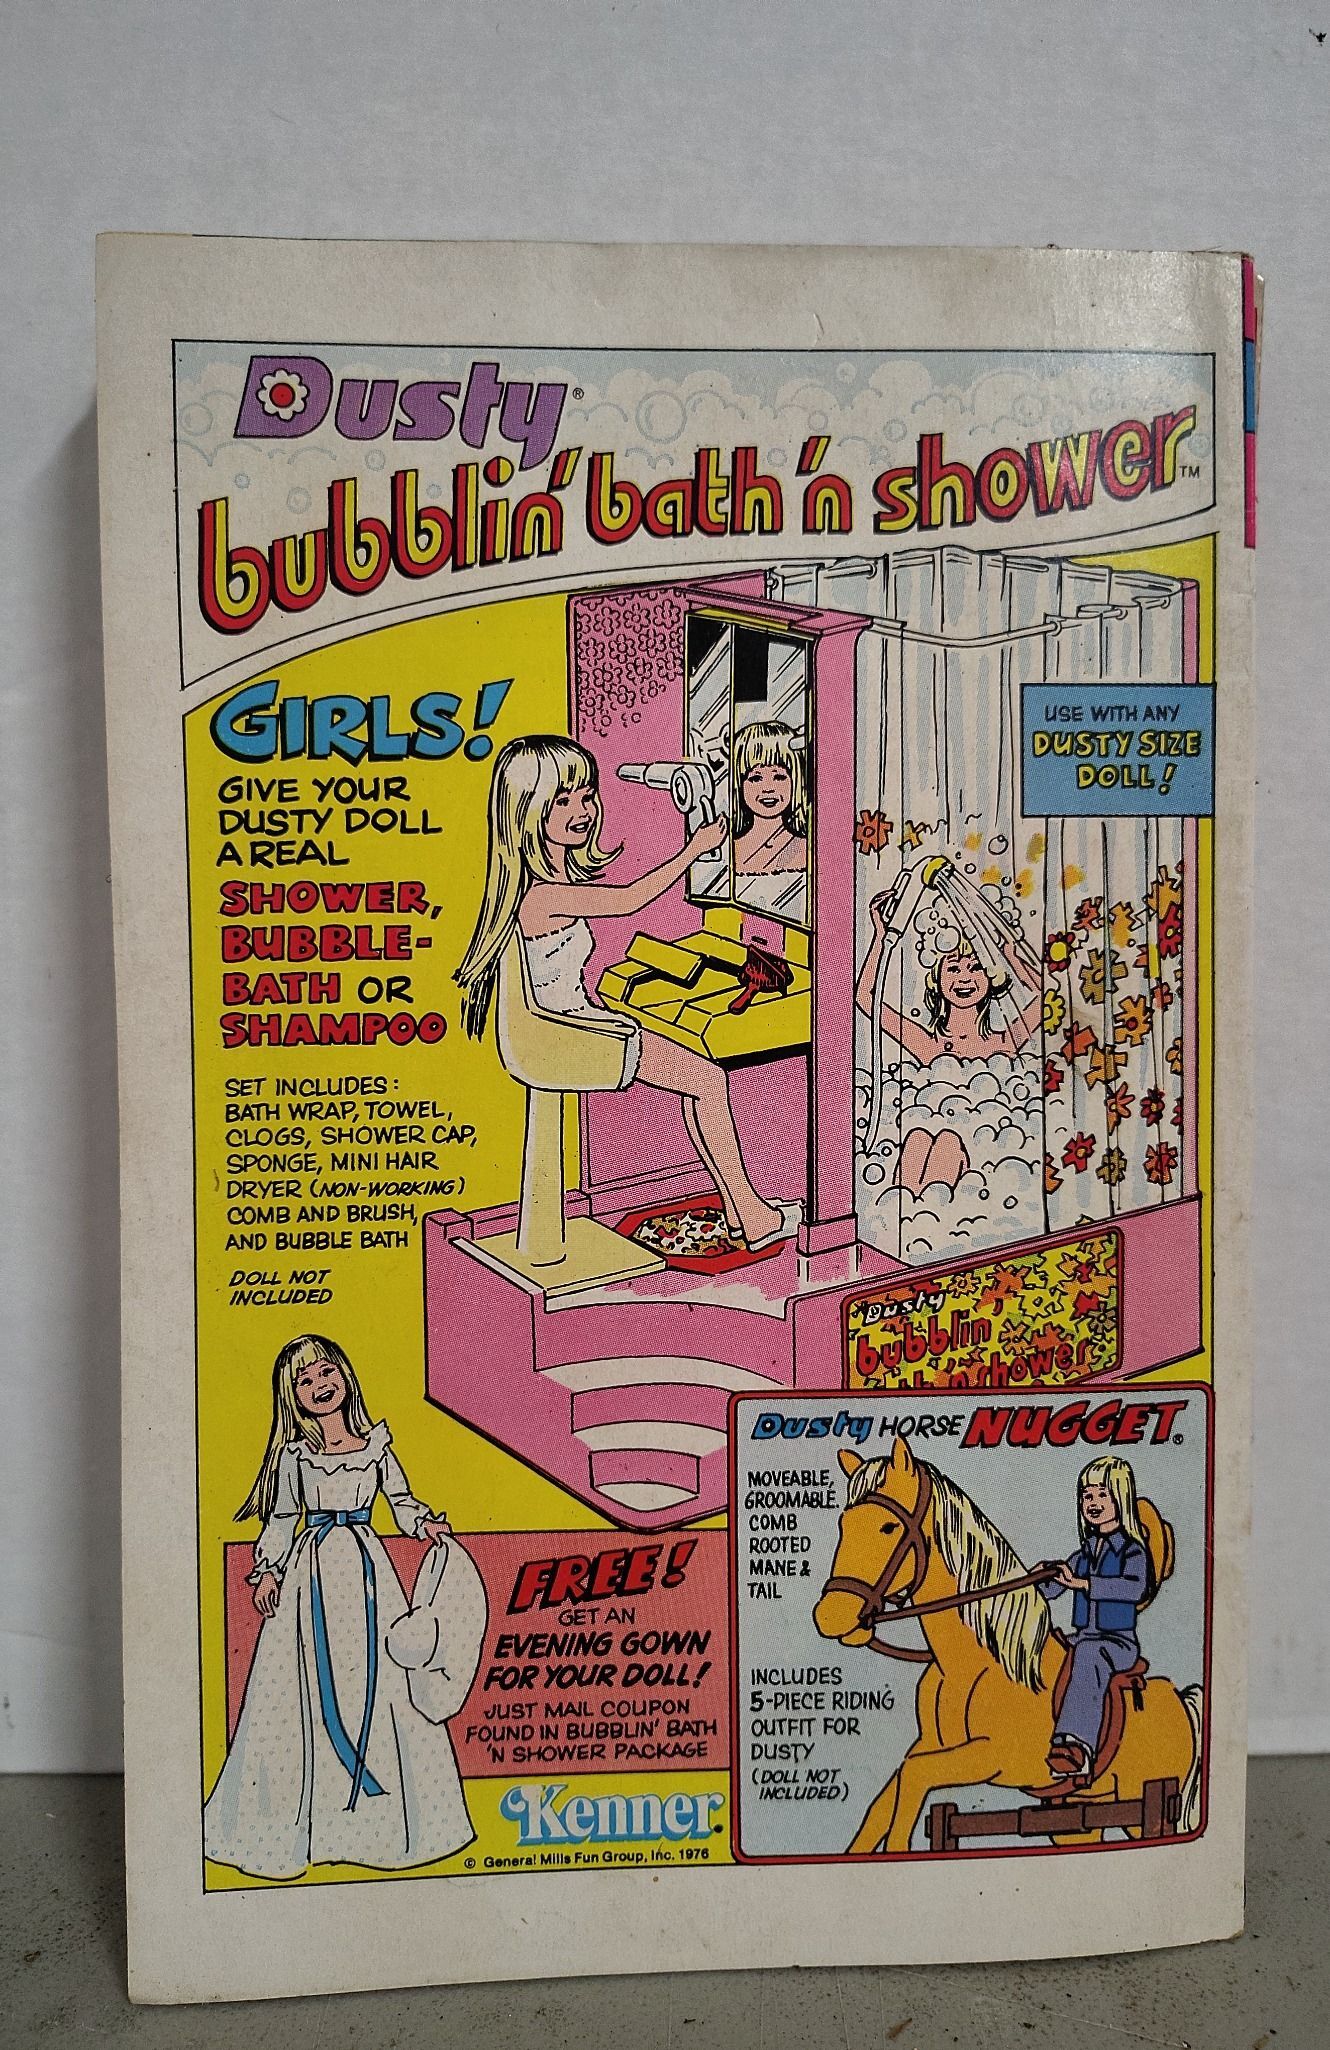 Dusty®
bubblin' bath 'n shower™
GIRLS!
GIVE YOUR
DUSTY DOLL
A REAL
SHOWER,
BUBBLE-
BATH OR
SHAMPOO
SET INCLUDES:
BATH WRAP, TOWEL,
CLOGS, SHOWER CAP,
SPONGE, MINI HAIR
DRYER (NON-WORKING)
COMB AND BRUSH,
AND BUBBLE BATH
DOLL NOT
INCLUDED
USE WITH ANY
DUSTY SIZE
DOLL!
Dusty
bubblin'
bath 'n shower
FREE!
GET AN
EVENING GOWN
FOR YOUR DOLL!
JUST MAIL COUPON
FOUND IN BUBBLIN' BATH
'N SHOWER PACKAGE
Kenner.
© General Mills Fun Group, Inc. 1976
Dusty HORSE NUGGET®
MOVEABLE,
GROOMABLE.
COMB
ROOTED
MANE &
TAIL
INCLUDES
5-PIECE RIDING
OUTFIT FOR
DUSTY
(DOLL NOT
INCLUDED)